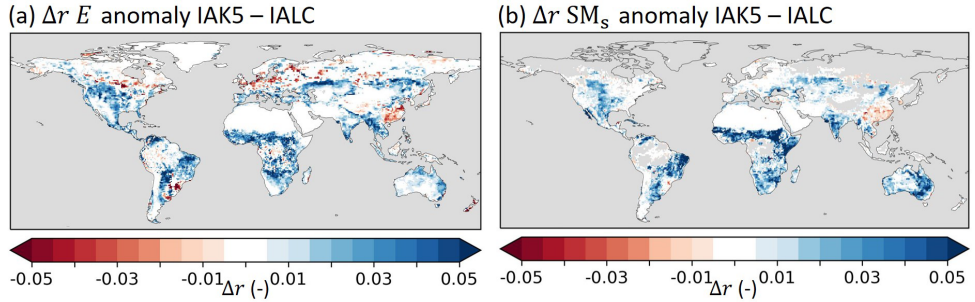 (a) Δr E anomaly IAK5 – IALC
(b) Δr SMs anomaly IAK5 – IALC
-0.05 -0.03 -0.01 0.01 0.03 0.05
Δr (-)
-0.05 -0.03 -0.01 0.01 0.03 0.05
Δr (-)